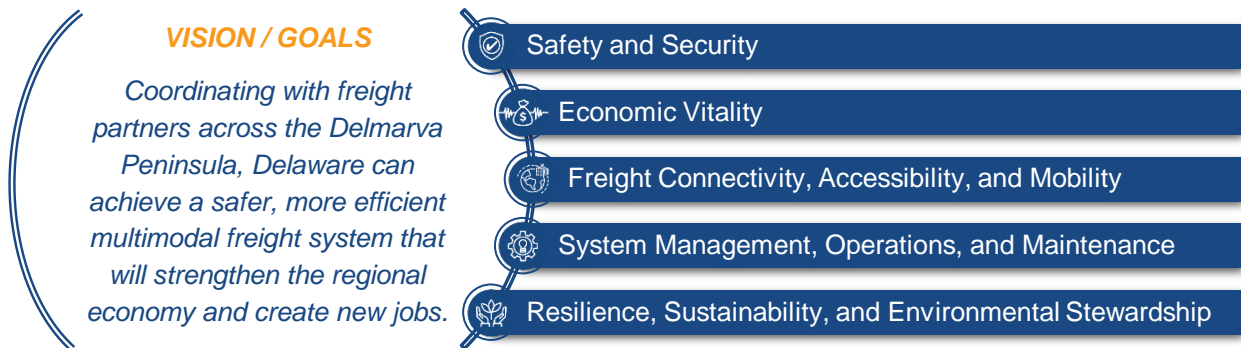 VISION / GOALS
Coordinating with freight
partners across the Delmarva
Peninsula, Delaware can
achieve a safer, more efficient
multimodal freight system that
will strengthen the regional
economy and create new jobs.
Safety and Security
Economic Vitality
Freight Connectivity, Accessibility, and Mobility
System Management, Operations, and Maintenance
Resilience, Sustainability, and Environmental Stewardship